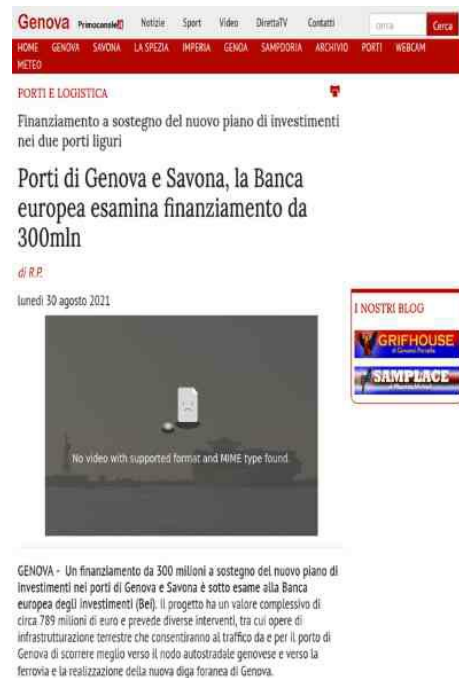 Genova Primocanale.it Notizie Sport Video DirettaTV Contatti cerca Cerca
HOME GENOVA SAVONA LA SPEZIA IMPERIA GENOA SAMPDORIA ARCHIVIO PORTI WEBCAM
METEO
PORTI E LOGISTICA
Finanziamento a sostegno del nuovo piano di investimenti
nei due porti liguri
Porti di Genova e Savona, la Banca
europea esamina finanziamento da
300mln
di R.P.
lunedì 30 agosto 2021
I NOSTRI BLOG
GRIFHOUSE
SAMPLACE
No video with supported format and MIME type found.
GENOVA - Un finanziamento da 300 milioni a sostegno del nuovo piano di
investimenti nei porti di Genova e Savona è sotto esame alla Banca
europea degli investimenti (Bei). Il progetto ha un valore complessivo di
circa 789 milioni di euro e prevede diverse interventi, tra cui opere di
infrastrutturazione terrestre che consentiranno al traffico da e per il porto di
Genova di scorrere meglio verso il nodo autostradale genovese e verso la
ferrovia e la realizzazione della nuova diga foranea di Genova.